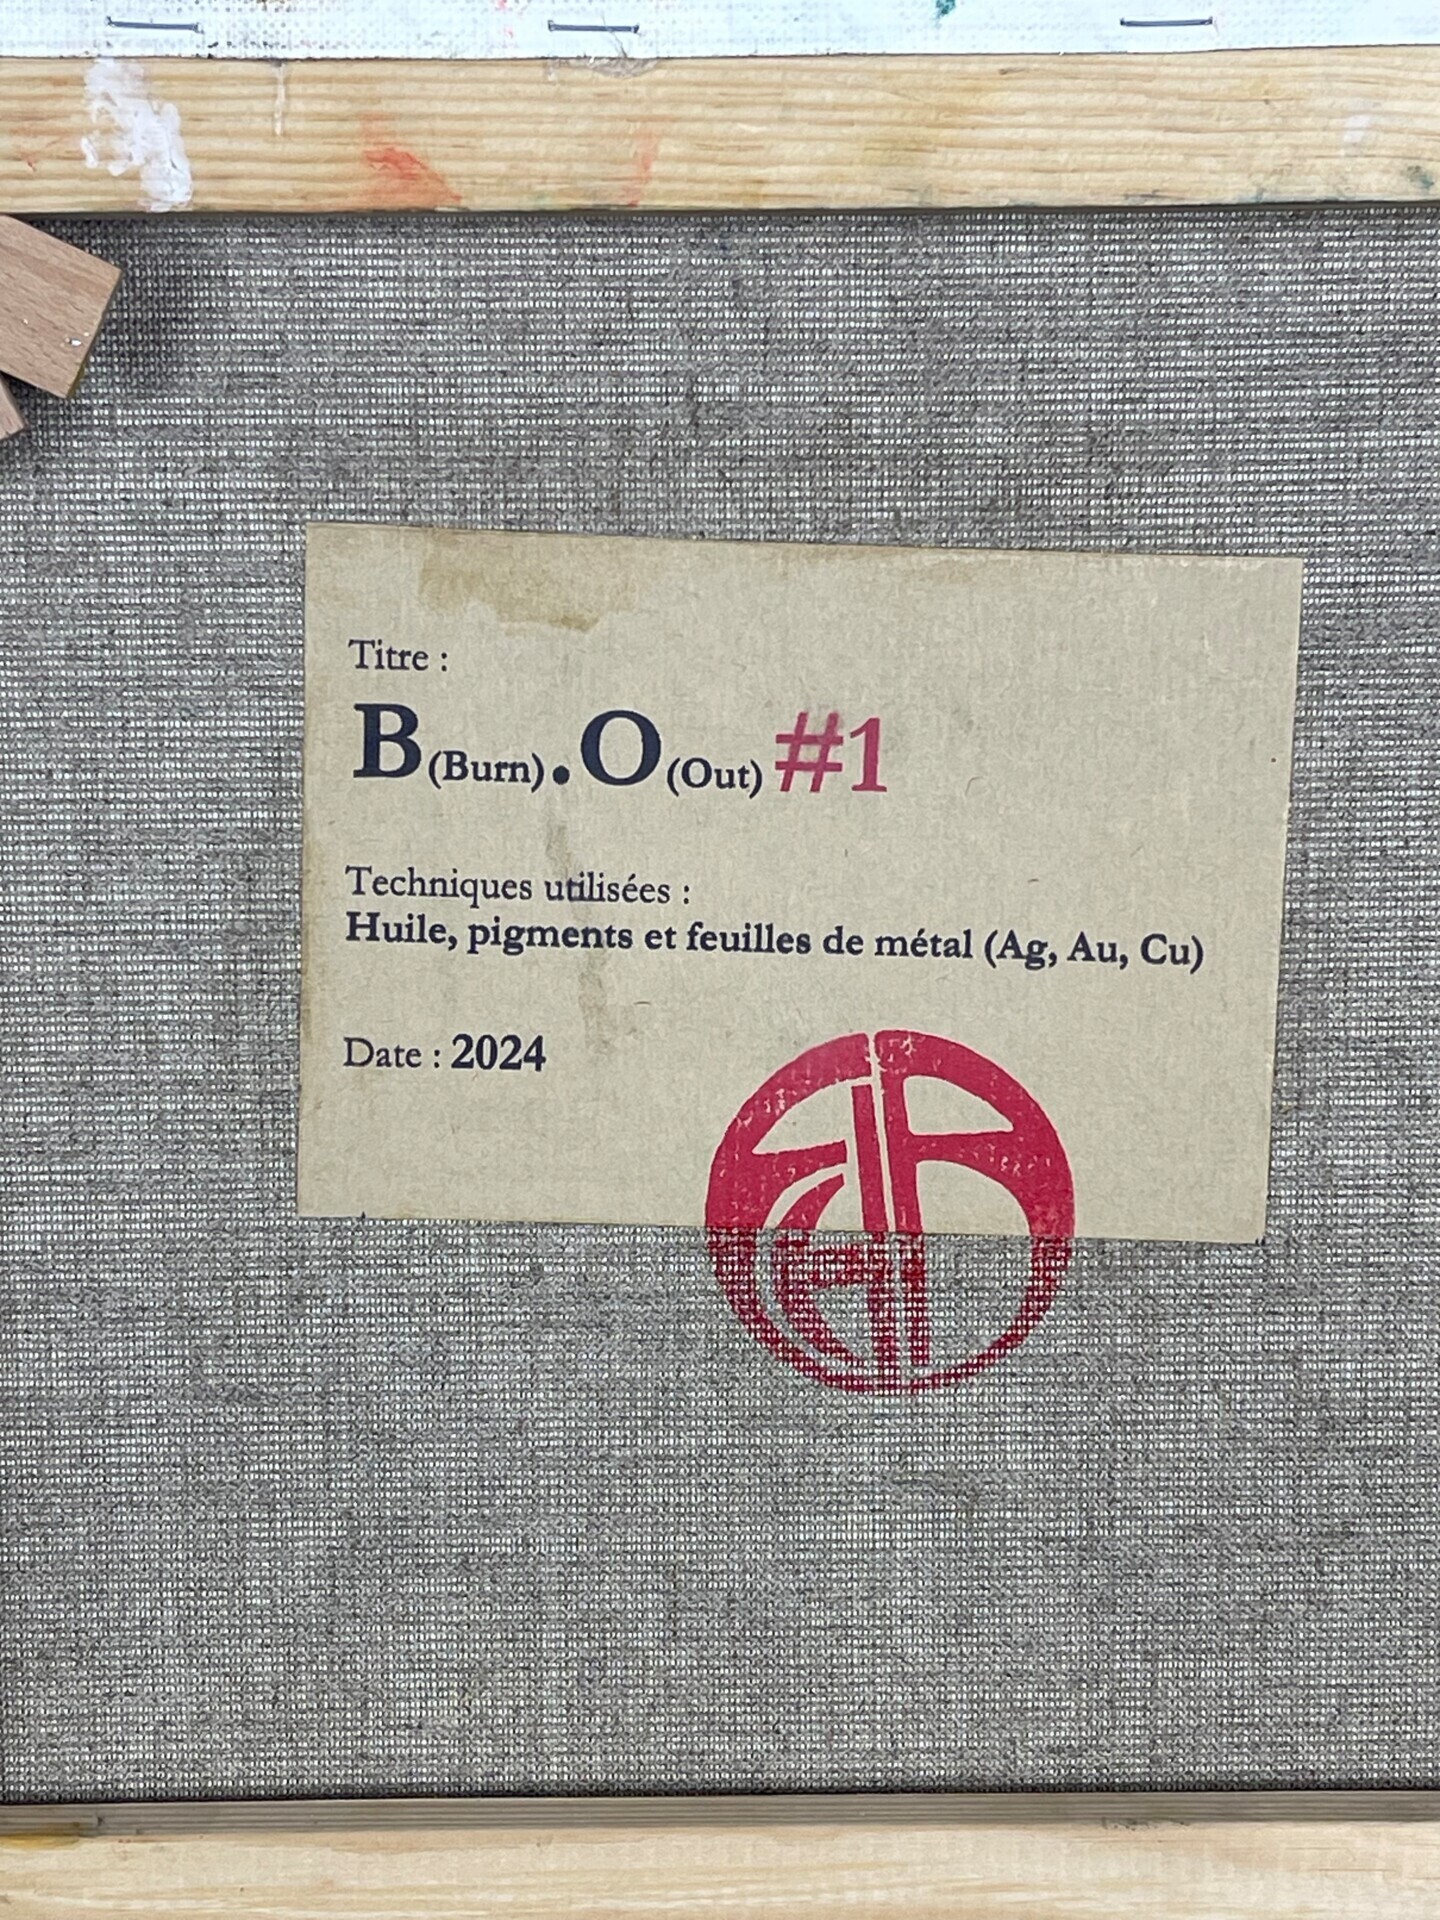 Titre :
B(Burn).O(Out) #1
Techniques utilisées :
Huile, pigments et feuilles de métal (Ag, Au, Cu)
Date : 2024